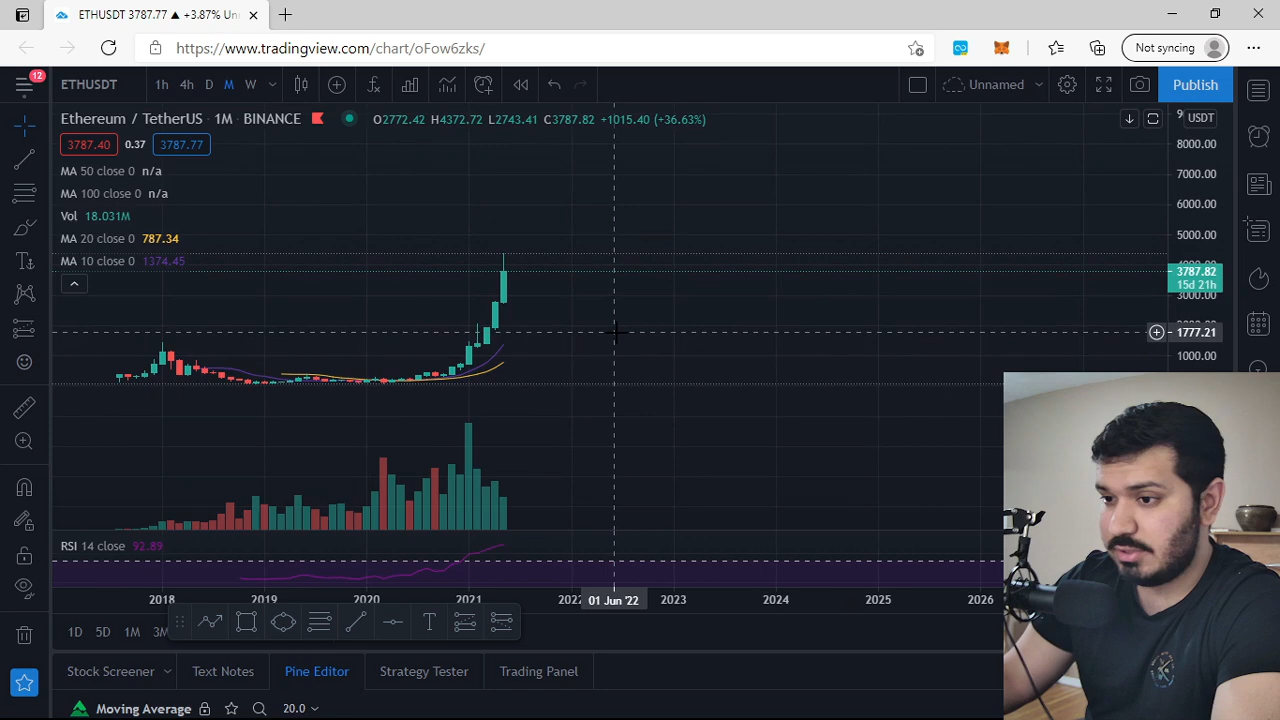 ETHUSDT 3787.77 ▲ +3.87% Un
https://www.tradingview.com/chart/oFow6zks/
Not syncing
12
ETHUSDT 1h 4h D M W
Unnamed
Publish
Ethereum / TetherUS · 1M · BINANCE
O2772.42 H4372.72 L2743.41 C3787.82 +1015.40 (+36.63%)
USDT
3787.40 0.37 3787.77
MA 50 close 0 n/a
MA 100 close 0 n/a
Vol 18.031M
MA 20 close 0 787.34
MA 10 close 0 1374.45
8000.00
7000.00
6000.00
5000.00
3787.82
15d 21h
3000.00
1777.21
1000.00
RSI 14 close 92.89
2018 2019 2020 2021 2022 01 Jun '22 2023 2024 2025 2026
1D 5D 1M 3M
Stock Screener Text Notes Pine Editor Strategy Tester Trading Panel
Moving Average 20.0